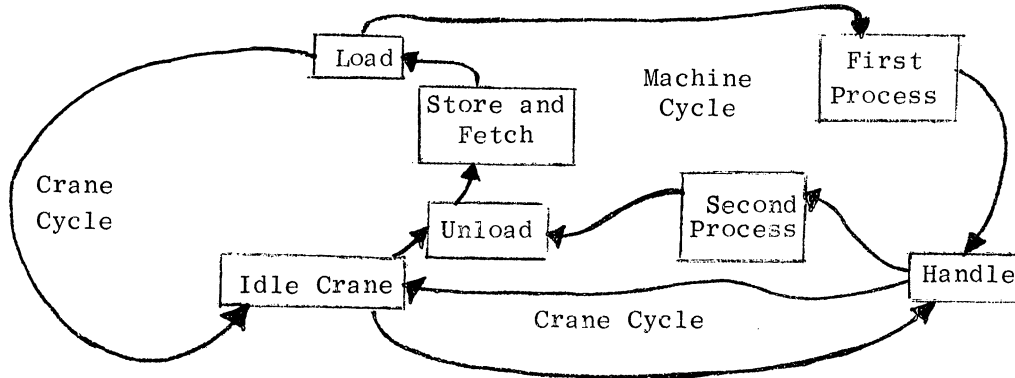 Load
First
Process
Machine
Cycle
Store and
Fetch
Crane
Cycle
Unload
Second
Process
Idle Crane
Handle
Crane Cycle